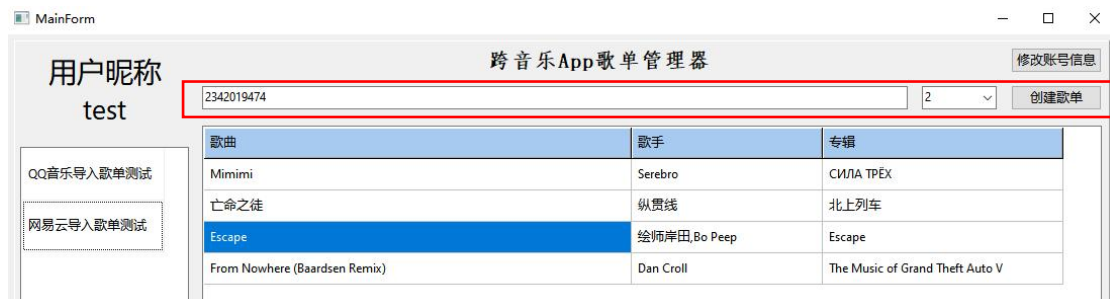 MainForm
用户昵称
test
跨音乐App歌单管理器
修改账号信息
2342019474
2
创建歌单
QQ音乐导入歌单测试
网易云导入歌单测试
歌曲 歌手 专辑
Mimimi Serebro СИЛА ТРЁХ
亡命之徒 纵贯线 北上列车
Escape 绘师岸田,Bo Peep Escape
From Nowhere (Baardsen Remix) Dan Croll The Music of Grand Theft Auto V